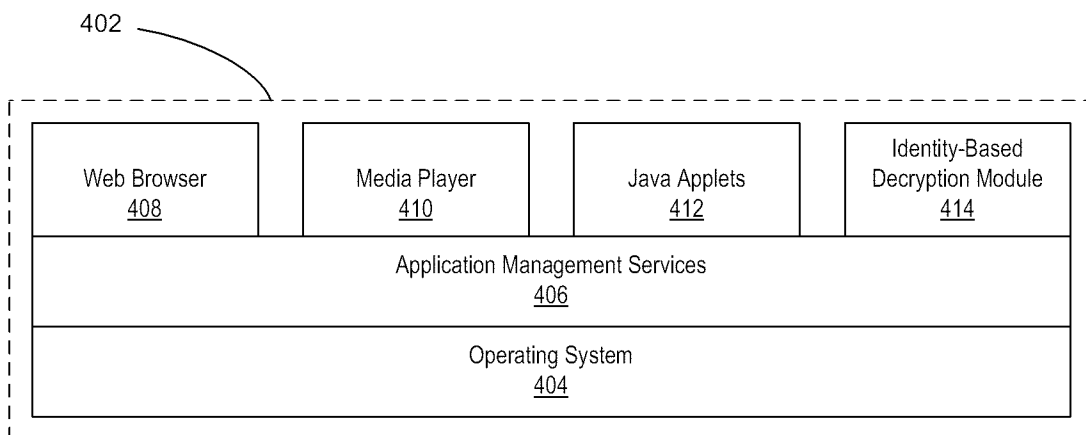 402
Web Browser
408
Media Player
410
Java Applets
412
Identity-Based
Decryption Module
414
Application Management Services
406
Operating System
404